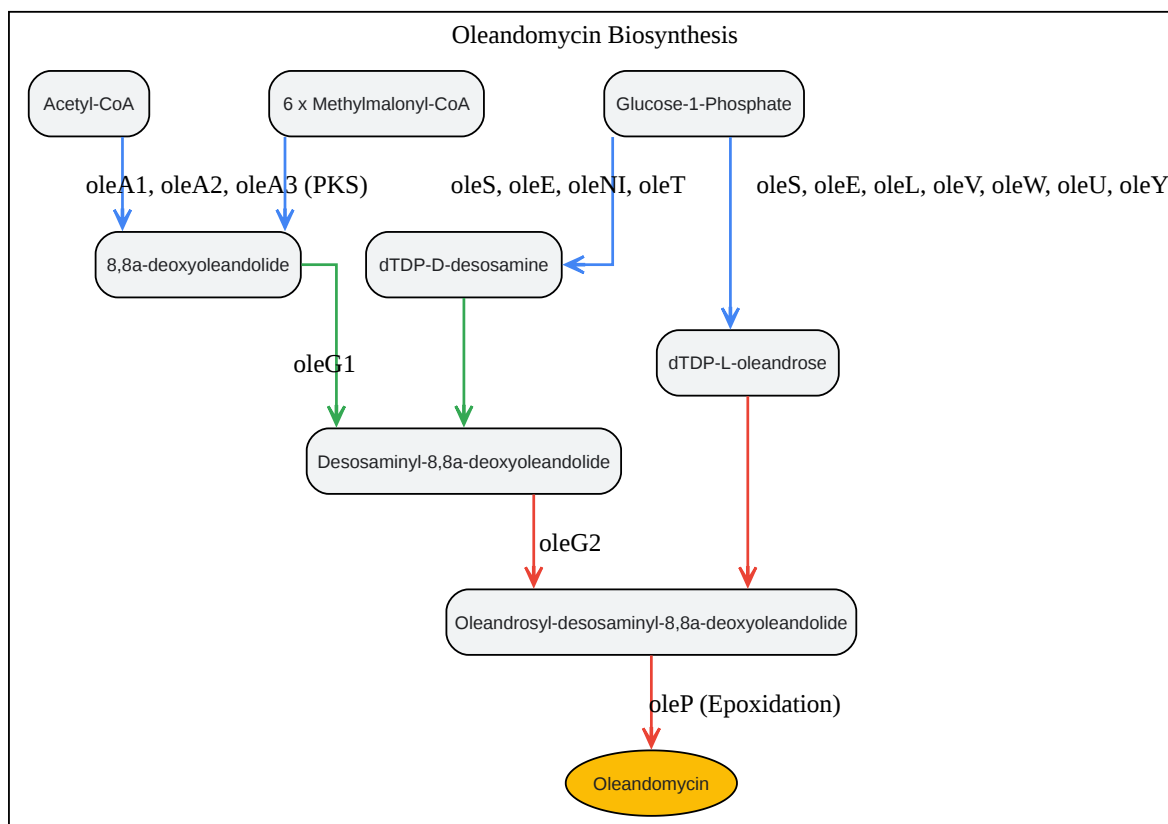 Oleandomycin Biosynthesis
Acetyl-CoA
6 x Methylmalonyl-CoA
Glucose-1-Phosphate
oleA1, oleA2, oleA3 (PKS)
oleS, oleE, oleNI, oleT
oleS, oleE, oleL, oleV, oleW, oleU, oleY
8,8a-deoxyoleandolide
dTDP-D-desosamine
oleG1
dTDP-L-oleandrose
Desosaminyl-8,8a-deoxyoleandolide
oleG2
Oleandrosyl-desosaminyl-8,8a-deoxyoleandolide
oleP (Epoxidation)
Oleandomycin